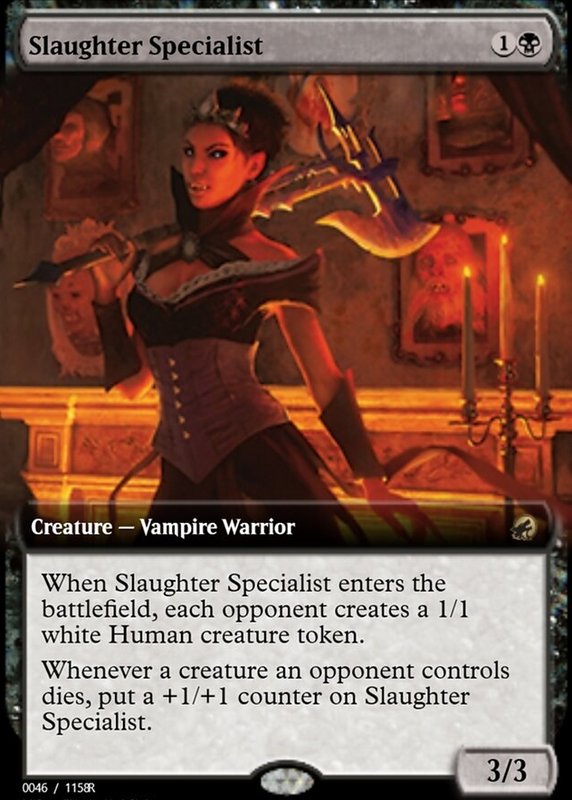 Slaughter Specialist 1
Creature — Vampire Warrior
When Slaughter Specialist enters the
battlefield, each opponent creates a 1/1
white Human creature token.
Whenever a creature an opponent controls
dies, put a +1/+1 counter on Slaughter
Specialist.
3/3
0046 / 1158R